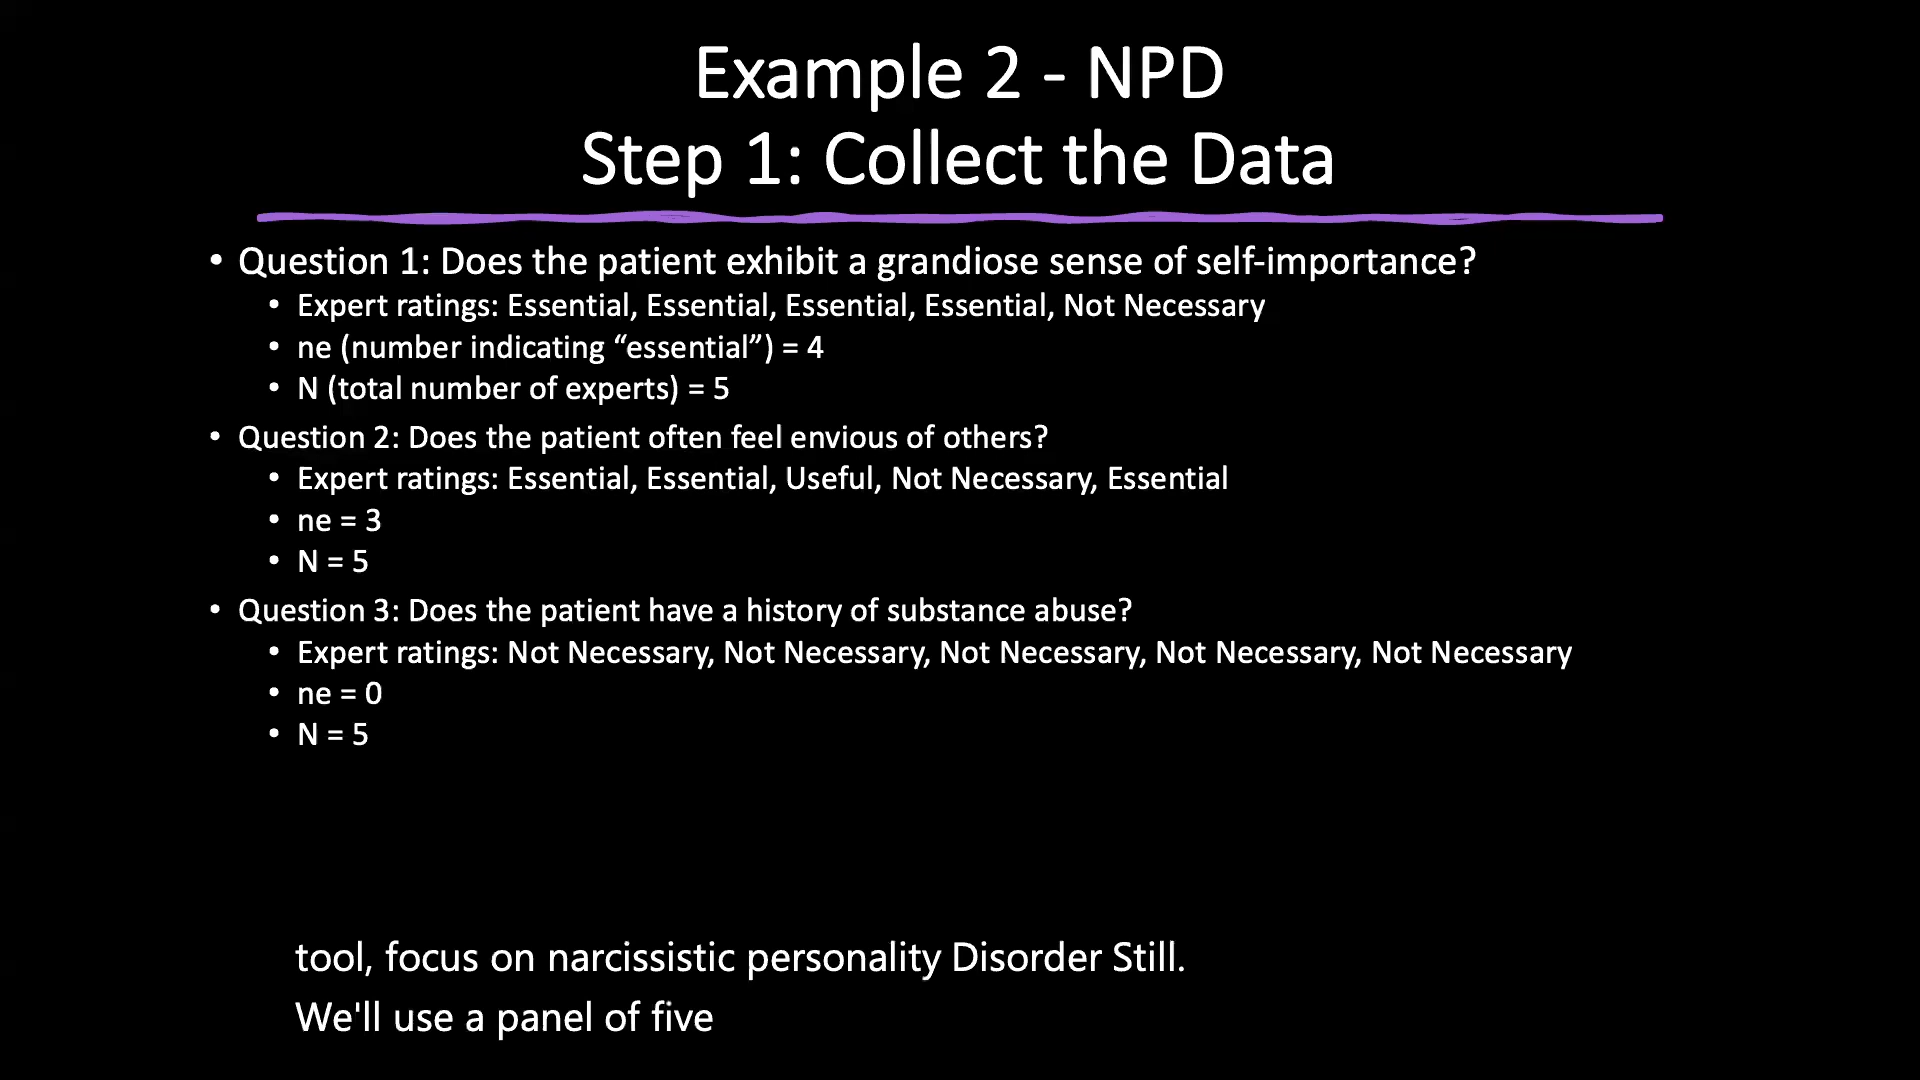 Example 2 - NPD
Step 1: Collect the Data
• Question 1: Does the patient exhibit a grandiose sense of self-importance?
• Expert ratings: Essential, Essential, Essential, Essential, Not Necessary
• ne (number indicating “essential”) = 4
• N (total number of experts) = 5
• Question 2: Does the patient often feel envious of others?
• Expert ratings: Essential, Essential, Useful, Not Necessary, Essential
• ne = 3
• N = 5
• Question 3: Does the patient have a history of substance abuse?
• Expert ratings: Not Necessary, Not Necessary, Not Necessary, Not Necessary, Not Necessary
• ne = 0
• N = 5
tool, focus on narcissistic personality Disorder Still.
We'll use a panel of five